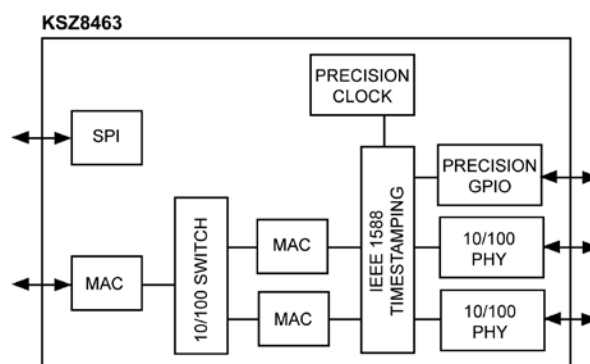 KSZ8463
PRECISION
CLOCK
SPI
PRECISION
GPIO
IEEE 1588
TIMESTAMPING
10/100 SWITCH
MAC
10/100
PHY
MAC
MAC
10/100
PHY